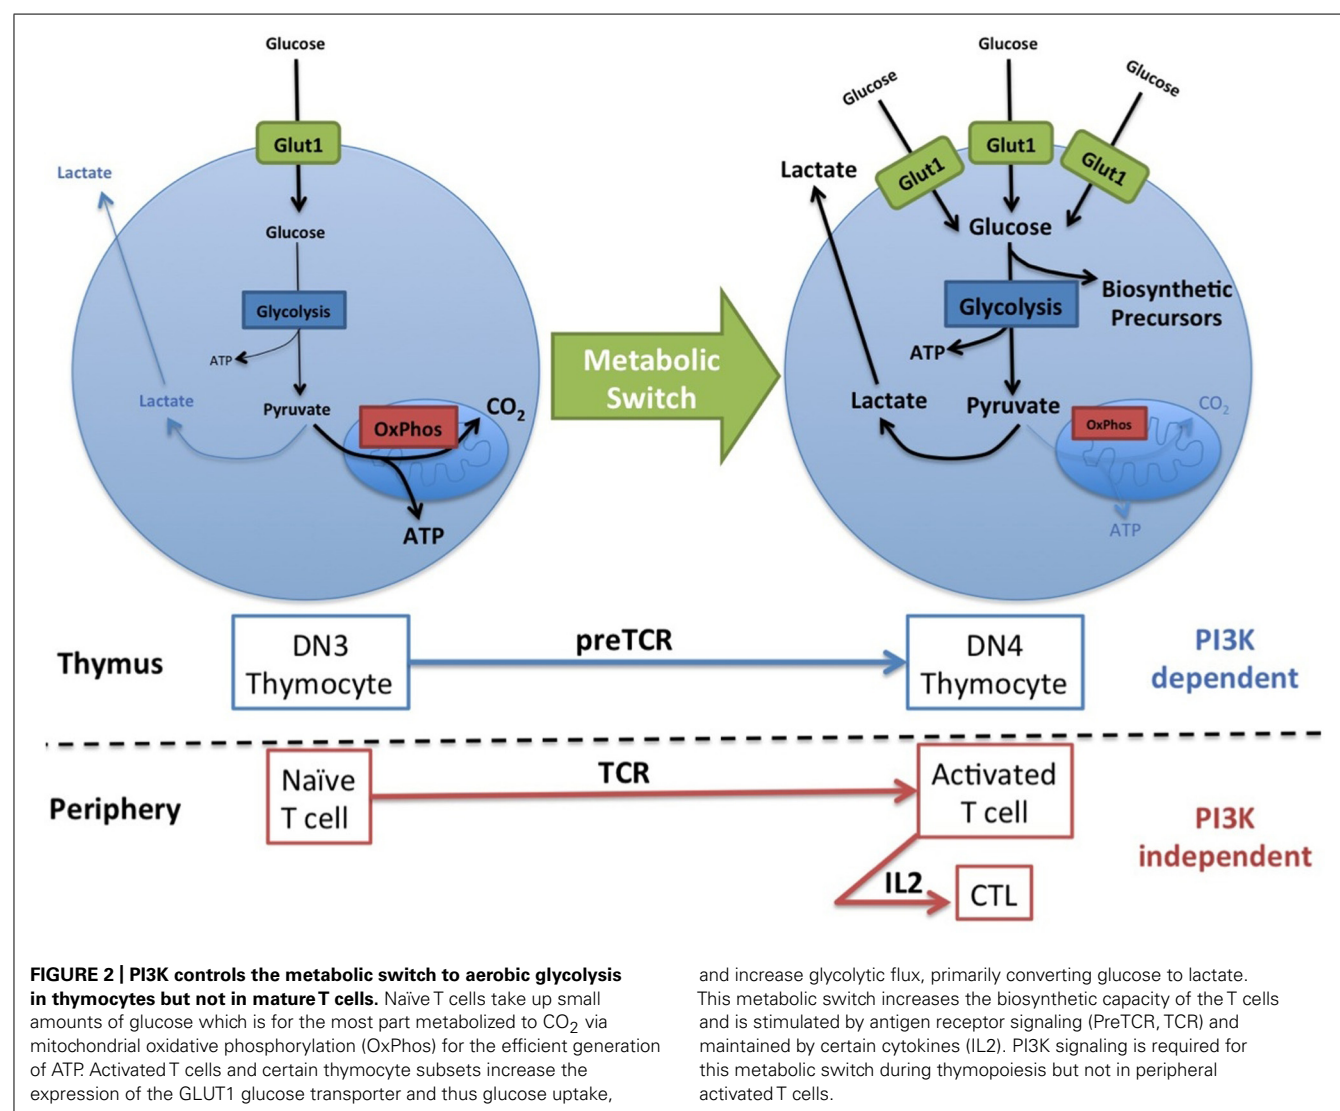 Glucose
Glut1
Lactate
Glucose
Glycolysis
ATP
Lactate
Pyruvate
OxPhos
CO2
ATP
Metabolic
Switch
Glucose
Glucose
Glucose
Glut1
Glut1
Glut1
Lactate
Glucose
Biosynthetic
Precursors
Glycolysis
ATP
Lactate
Pyruvate
OxPhos
CO2
ATP
Thymus
DN3
Thymocyte
preTCR
DN4
Thymocyte
PI3K
dependent
Periphery
Naïve
T cell
TCR
Activated
T cell
IL2
CTL
PI3K
independent
FIGURE 2 | PI3K controls the metabolic switch to aerobic glycolysis
in thymocytes but not in mature T cells. Naïve T cells take up small
amounts of glucose which is for the most part metabolized to CO2 via
mitochondrial oxidative phosphorylation (OxPhos) for the efficient generation
of ATP. Activated T cells and certain thymocyte subsets increase the
expression of the GLUT1 glucose transporter and thus glucose uptake,
and increase glycolytic flux, primarily converting glucose to lactate.
This metabolic switch increases the biosynthetic capacity of the T cells
and is stimulated by antigen receptor signaling (PreTCR, TCR) and
maintained by certain cytokines (IL2). PI3K signaling is required for
this metabolic switch during thymopoiesis but not in peripheral
activated T cells.